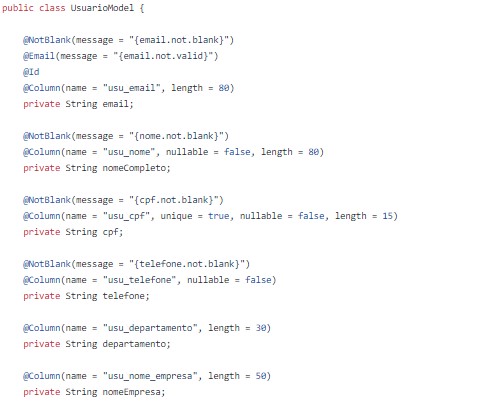 public class UsuarioModel {
@NotBlank(message = "{email.not.blank}")
@Email(message = "{email.not.valid}")
@Id
@Column(name = "usu_email", length = 80)
private String email;
@NotBlank(message = "{nome.not.blank}")
@Column(name = "usu_nome", nullable = false, length = 80)
private String nomeCompleto;
@NotBlank(message = "{cpf.not.blank}")
@Column(name = "usu_cpf", unique = true, nullable = false, length = 15)
private String cpf;
@NotBlank(message = "{telefone.not.blank}")
@Column(name = "usu_telefone", nullable = false)
private String telefone;
@Column(name = "usu_departamento", length = 30)
private String departamento;
@Column(name = "usu_nome_empresa", length = 50)
private String nomeEmpresa;